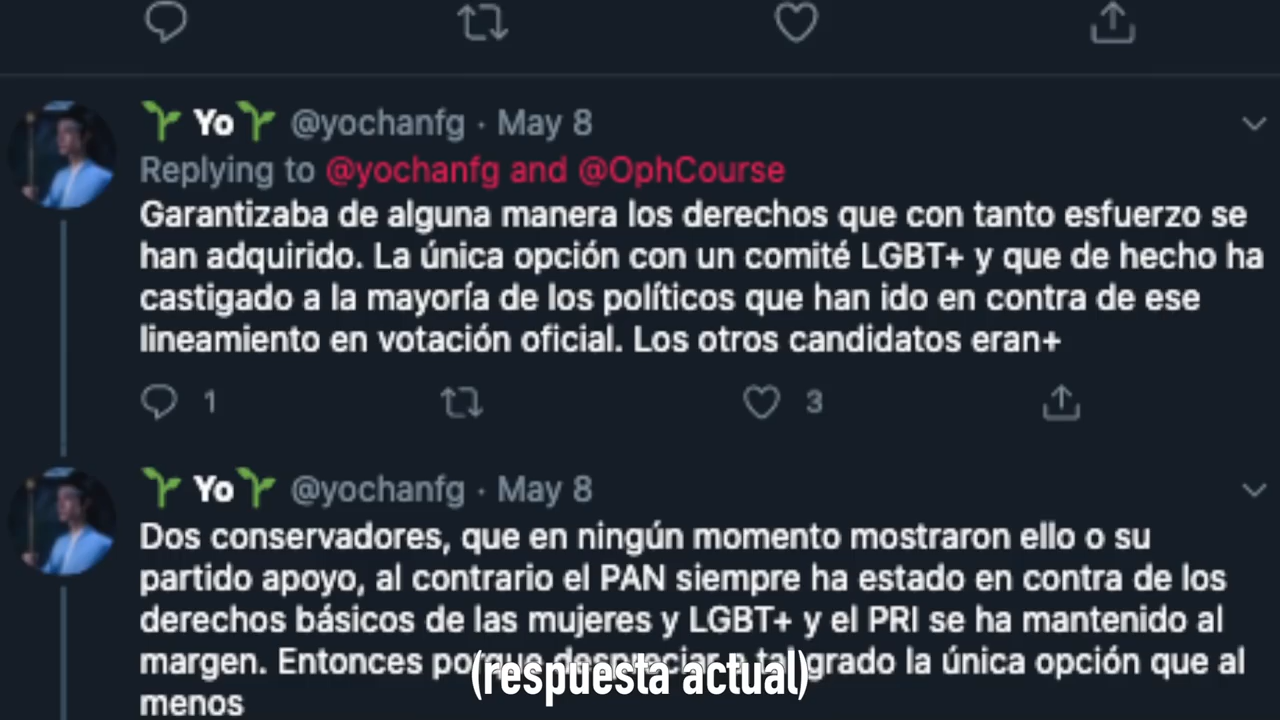 Yo @yochanfg · May 8
Replying to @yochanfg and @OphCourse
Garantizaba de alguna manera los derechos que con tanto esfuerzo se
han adquirido. La única opción con un comité LGBT+ y que de hecho ha
castigado a la mayoría de los políticos que han ido en contra de ese
lineamiento en votación oficial. Los otros candidatos eran+
1 3
Yo @yochanfg · May 8
Dos conservadores, que en ningún momento mostraron ello o su
partido apoyo, al contrario el PAN siempre ha estado en contra de los
derechos básicos de las mujeres y LGBT+ y el PRI se ha mantenido al
margen. Entonces porque despreciar a tal grado la única opción que al
(respuesta actual)
menos